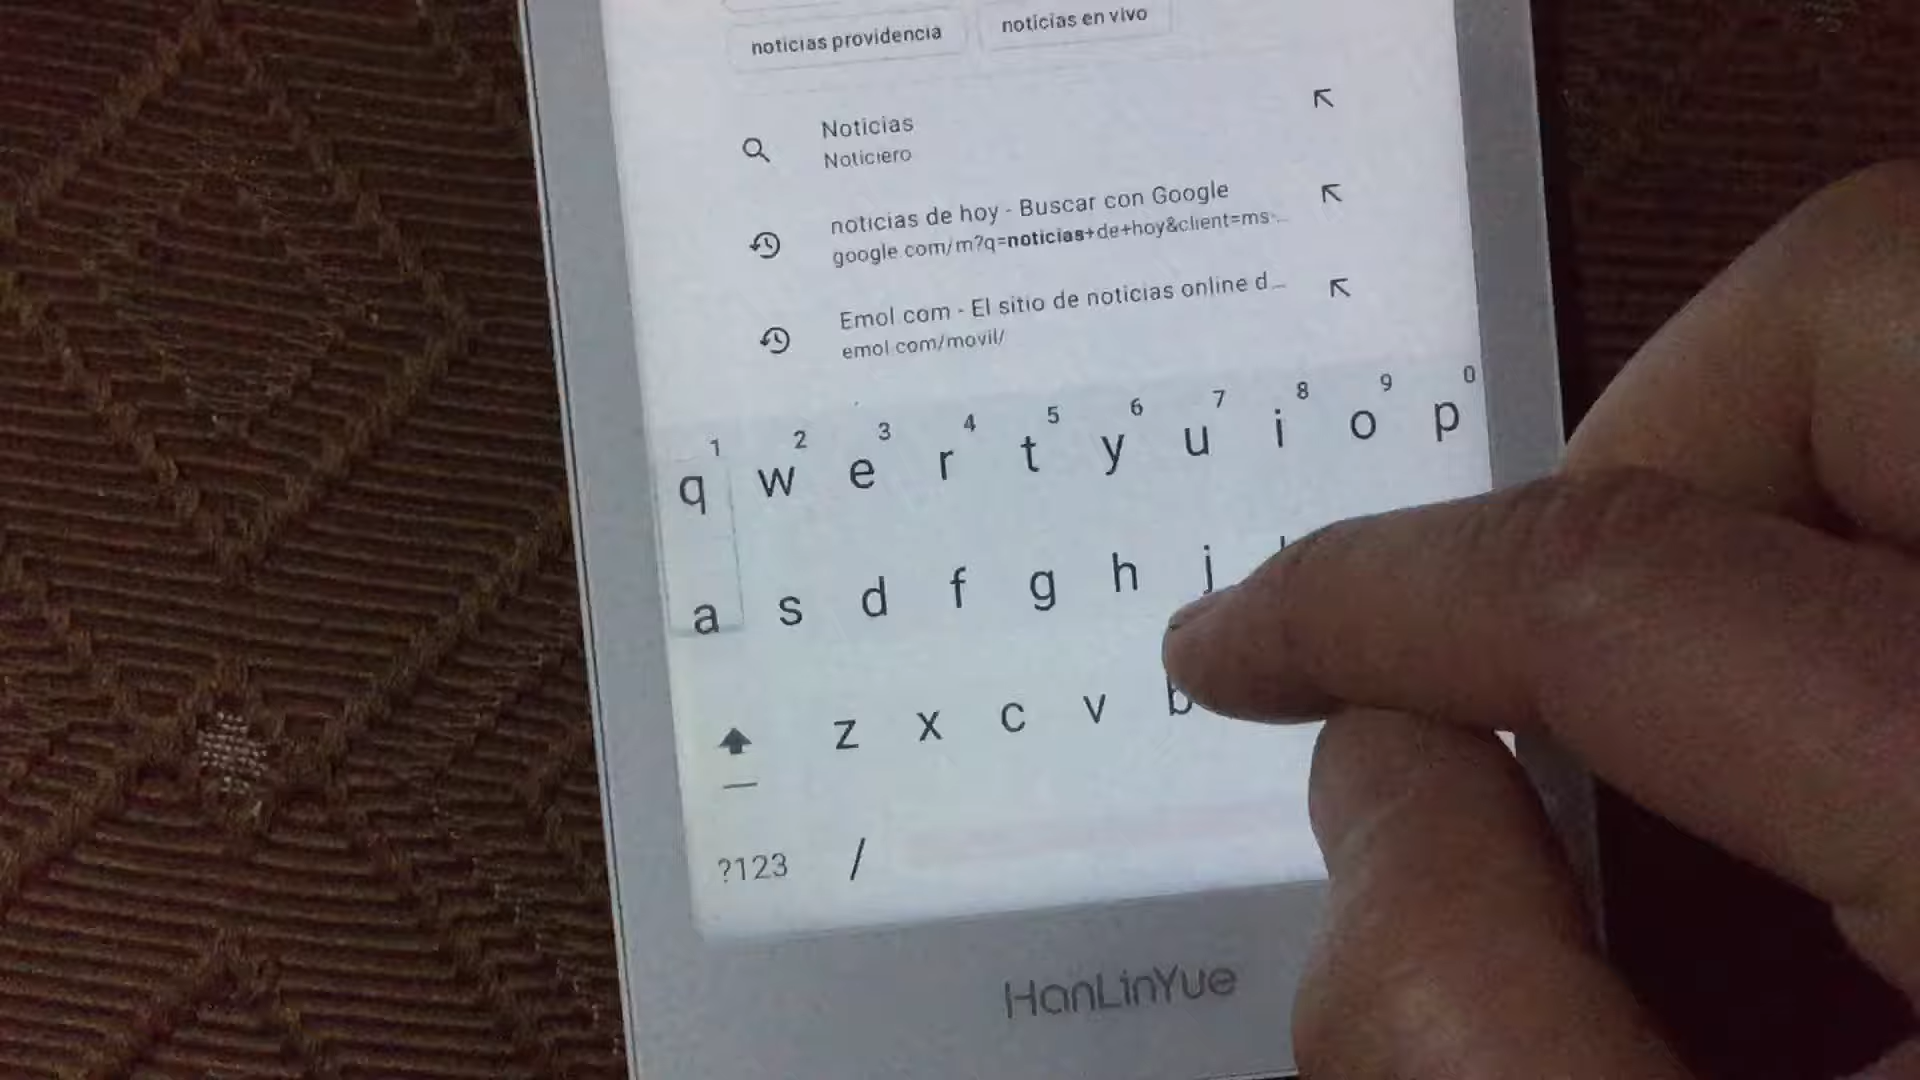 noticias providencia
noticias en vivo
Noticias
Noticiero
noticias de hoy - Buscar con Google
google.com/m?q=noticias+de+hoy&client=ms-...
Emol.com - El sitio de noticias online d...
emol.com/movil/
1 2 3 4 5 6 7 8 9 0
q w e r t y u i o p
a s d f g h j
z x c v b
?123 /
HanLinYue